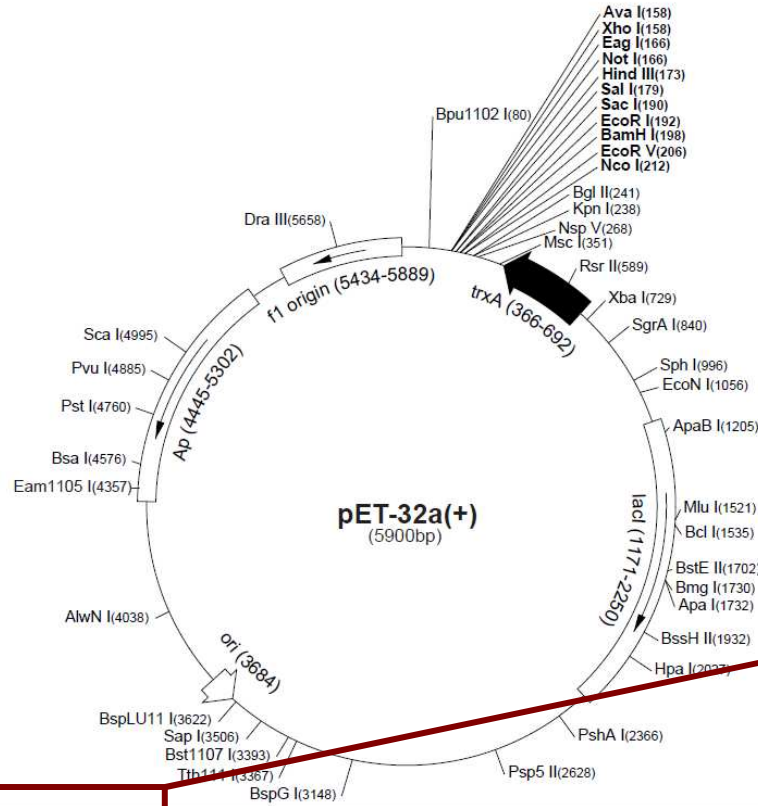 Ava I(158)
Xho I(158)
Eag I(166)
Not I(166)
Hind III(173)
Sal I(179)
Sac I(190)
EcoR I(192)
BamH I(198)
EcoR V(206)
Nco I(212)
Bgl II(241)
Kpn I(238)
Nsp V(268)
Msc I(351)
Rsr II(589)
Xba I(729)
SgrA I(840)
Sph I(996)
EcoN I(1056)
ApaB I(1205)
Mlu I(1521)
Bcl I(1535)
BstE II(1702)
Bmg I(1730)
Apa I(1732)
BssH II(1932)
Hpa I
PshA I(2366)
Psp5 II(2628)
BspG I(3148)
Tth111 I(3367)
Bst1107 I(3393)
Sap I(3506)
BspLU11 I(3622)
AlwN I(4038)
Eam1105 I(4357)
Bsa I(4576)
Pst I(4760)
Pvu I(4885)
Sca I(4995)
Dra III(5658)
Bpu1102 I(80)
f1 origin (5434-5889)
trxA (366-692)
Ap (4445-5302)
lacI (1171-2250)
ori (3684)
pET-32a(+)
(5900bp)